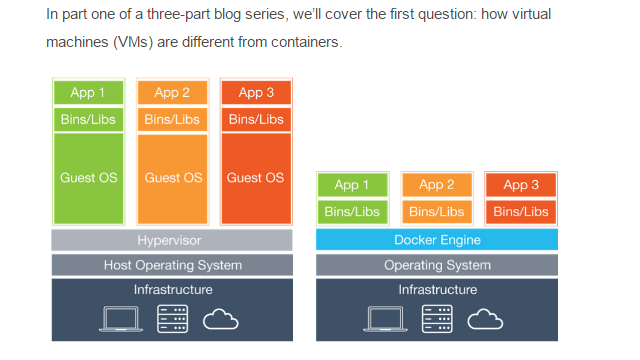 In part one of a three-part blog series, we'll cover the first question: how virtual
machines (VMs) are different from containers.
App 1
App 2
App 3
Bins/Libs
Bins/Libs
Bins/Libs
Guest OS
Guest OS
Guest OS
Hypervisor
Host Operating System
Infrastructure
App 1
App 2
App 3
Bins/Libs
Bins/Libs
Bins/Libs
Docker Engine
Operating System
Infrastructure